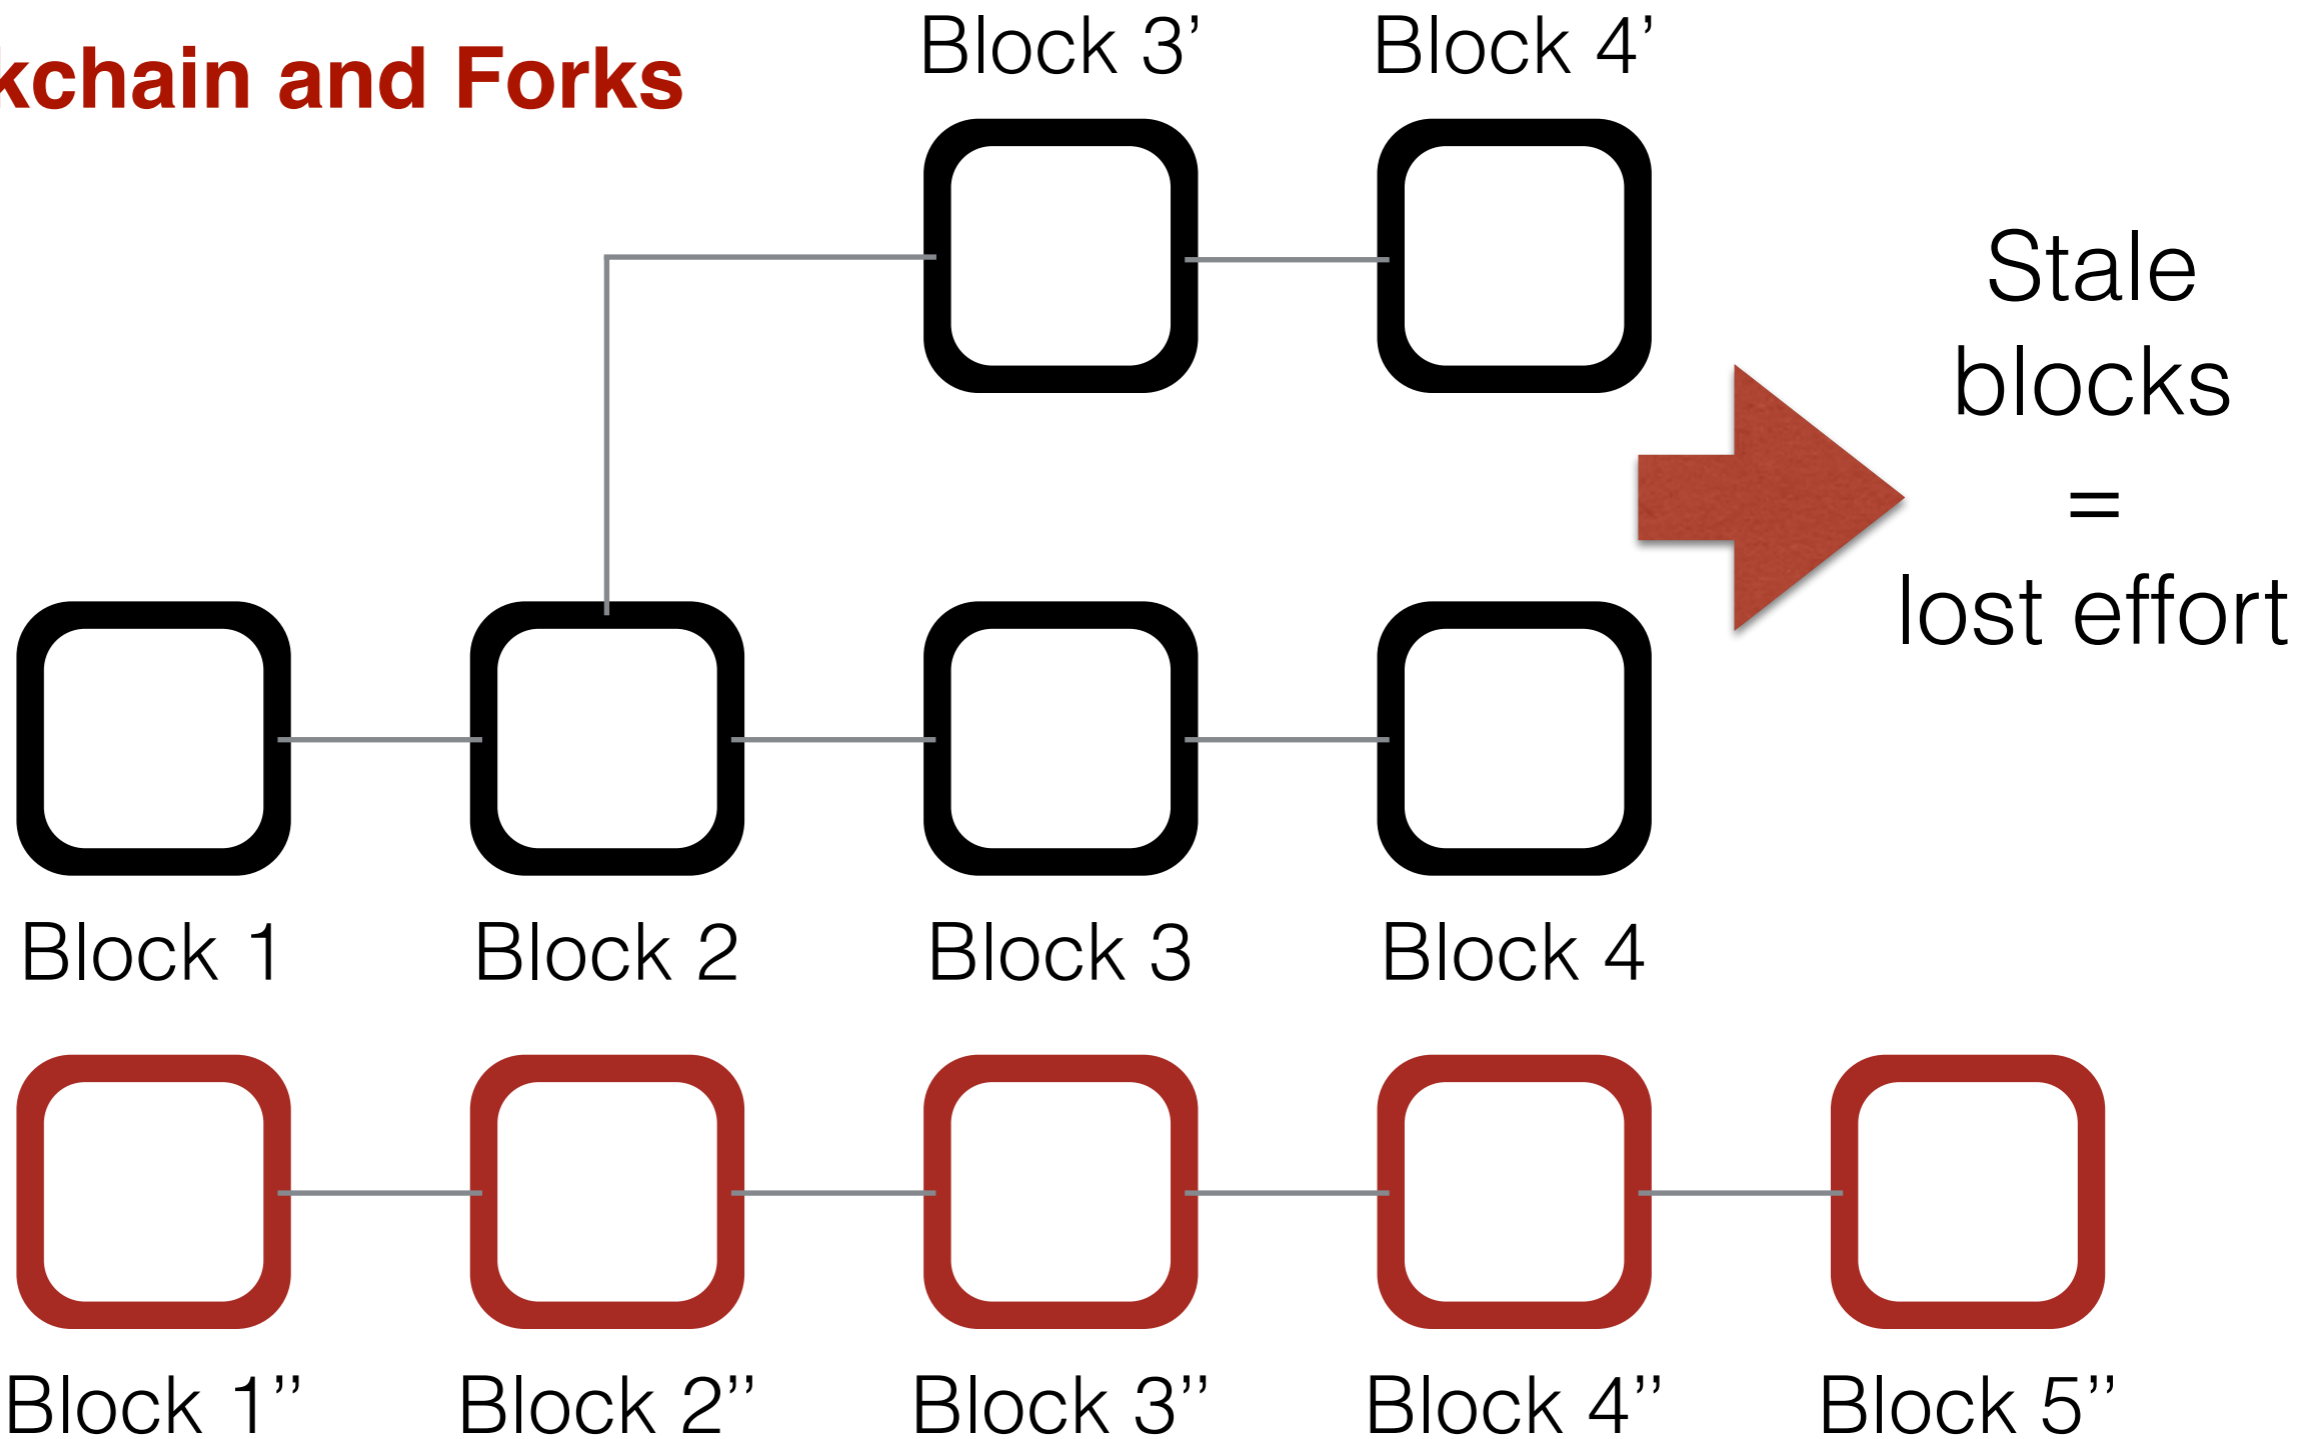 kchain and Forks
Block 3’ Block 4’
Stale
blocks
=
lost effort
Block 1 Block 2 Block 3 Block 4
Block 1’’ Block 2’’ Block 3’’ Block 4’’ Block 5’’